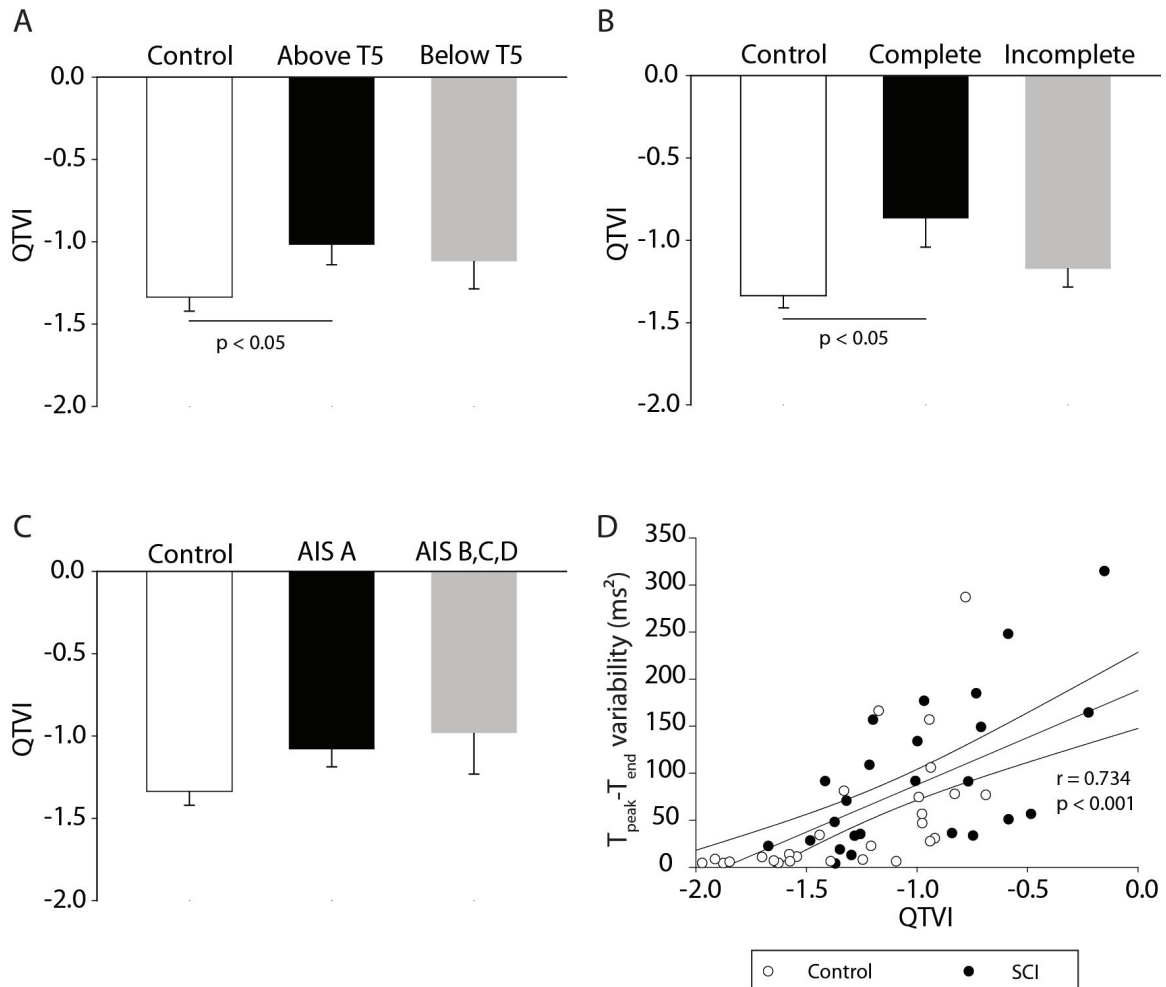 A
Control Above T5 Below T5
0.0
-0.5
-1.0
-1.5
-2.0
QTVI
p < 0.05
B
Control Complete Incomplete
0.0
-0.5
-1.0
-1.5
-2.0
QTVI
p < 0.05
C
Control AIS A AIS B,C,D
0.0
-0.5
-1.0
-1.5
-2.0
QTVI
D
350
300
250
200
150
100
50
0
Tpeak-Tend variability (ms²)
r = 0.734
p < 0.001
-2.0 -1.5 -1.0 -0.5 0.0
QTVI
Control SCI